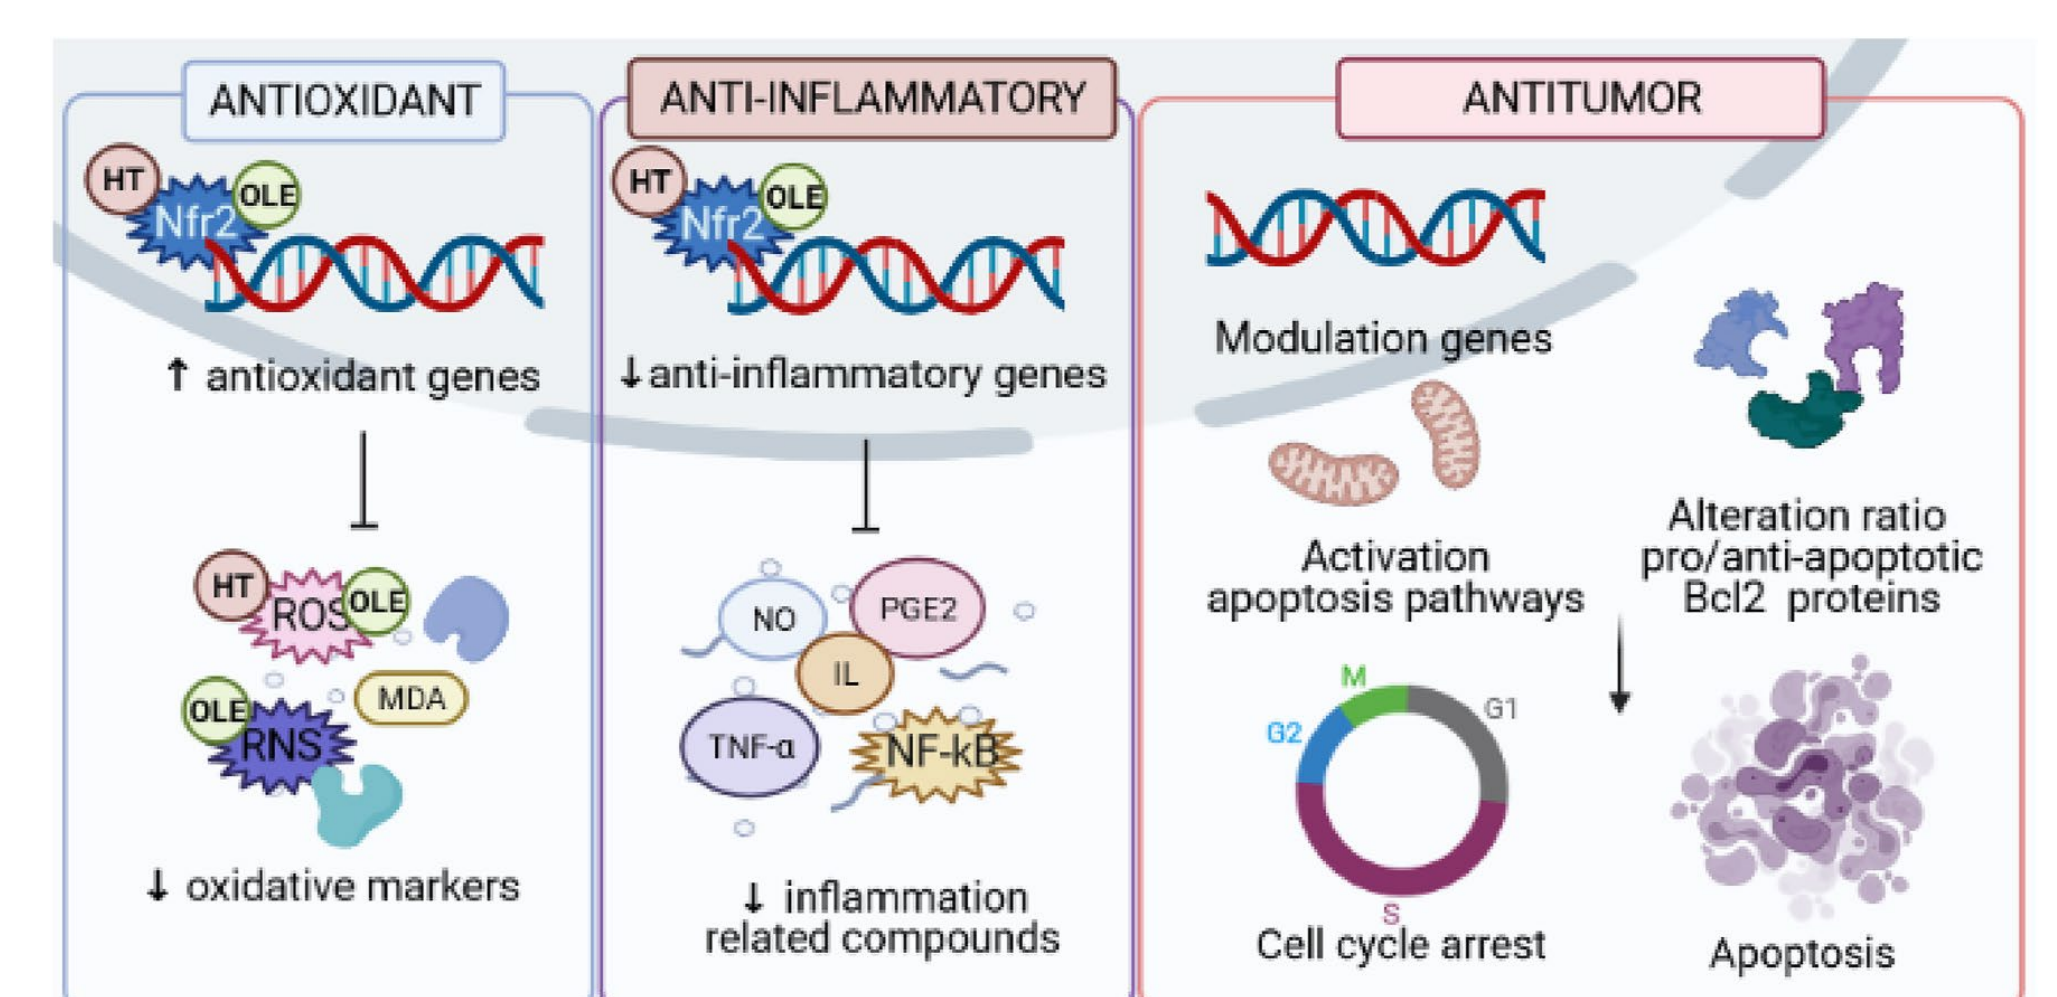 ANTIOXIDANT
HT
Nfr2
OLE
↑ antioxidant genes
HT
ROS
OLE
OLE
RNS
MDA
↓ oxidative markers
ANTI-INFLAMMATORY
HT
Nfr2
OLE
↓anti-inflammatory genes
NO
PGE2
IL
TNF-α
NF-kB
↓ inflammation
related compounds
ANTITUMOR
Modulation genes
Activation
apoptosis pathways
Alteration ratio
pro/anti-apoptotic
Bcl2 proteins
M
G1
G2
S
Cell cycle arrest
Apoptosis